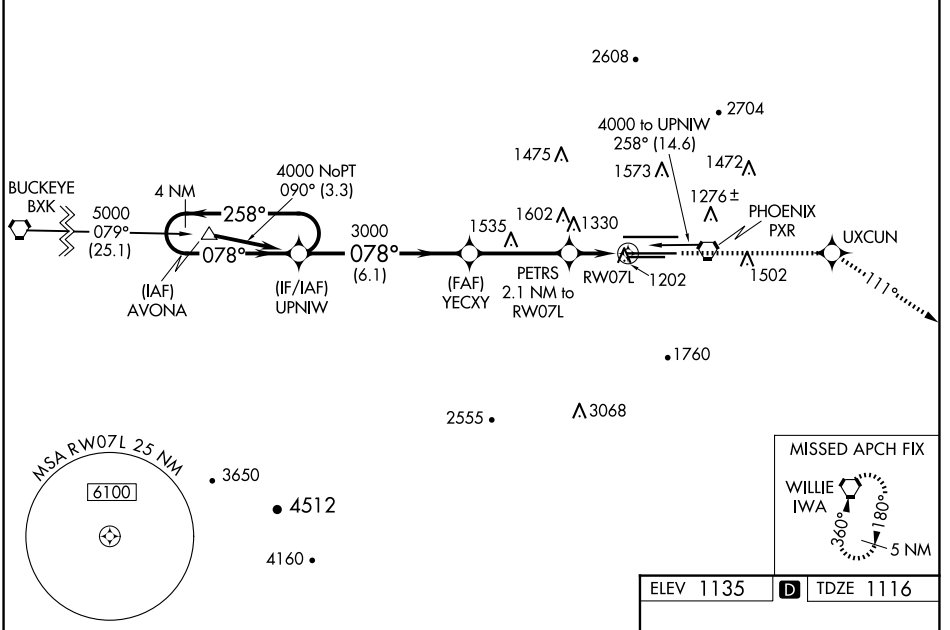 2608
2704
4000 to UPNIW
258° (14.6)
1475
1573
1472
4000 NoPT
090° (3.3)
4 NM
BUCKEYE
BXK
5000
079°
(25.1)
258°
078°
3000
078°
(6.1)
1535
1602
1330
1276 ±
PHOENIX
PXR
UXCUN
(IAF)
AVONA
(IF/IAF)
UPNIW
(FAF)
YECXY
PETRS
2.1 NM to
RW07L
RW07L
1202
1502
111°
1760
2555
3068
MSA RW07L 25 NM
6100
3650
4512
4160
MISSED APCH FIX
WILLIE
IWA
360°
180°
5 NM
ELEV 1135 D TDZE 1116